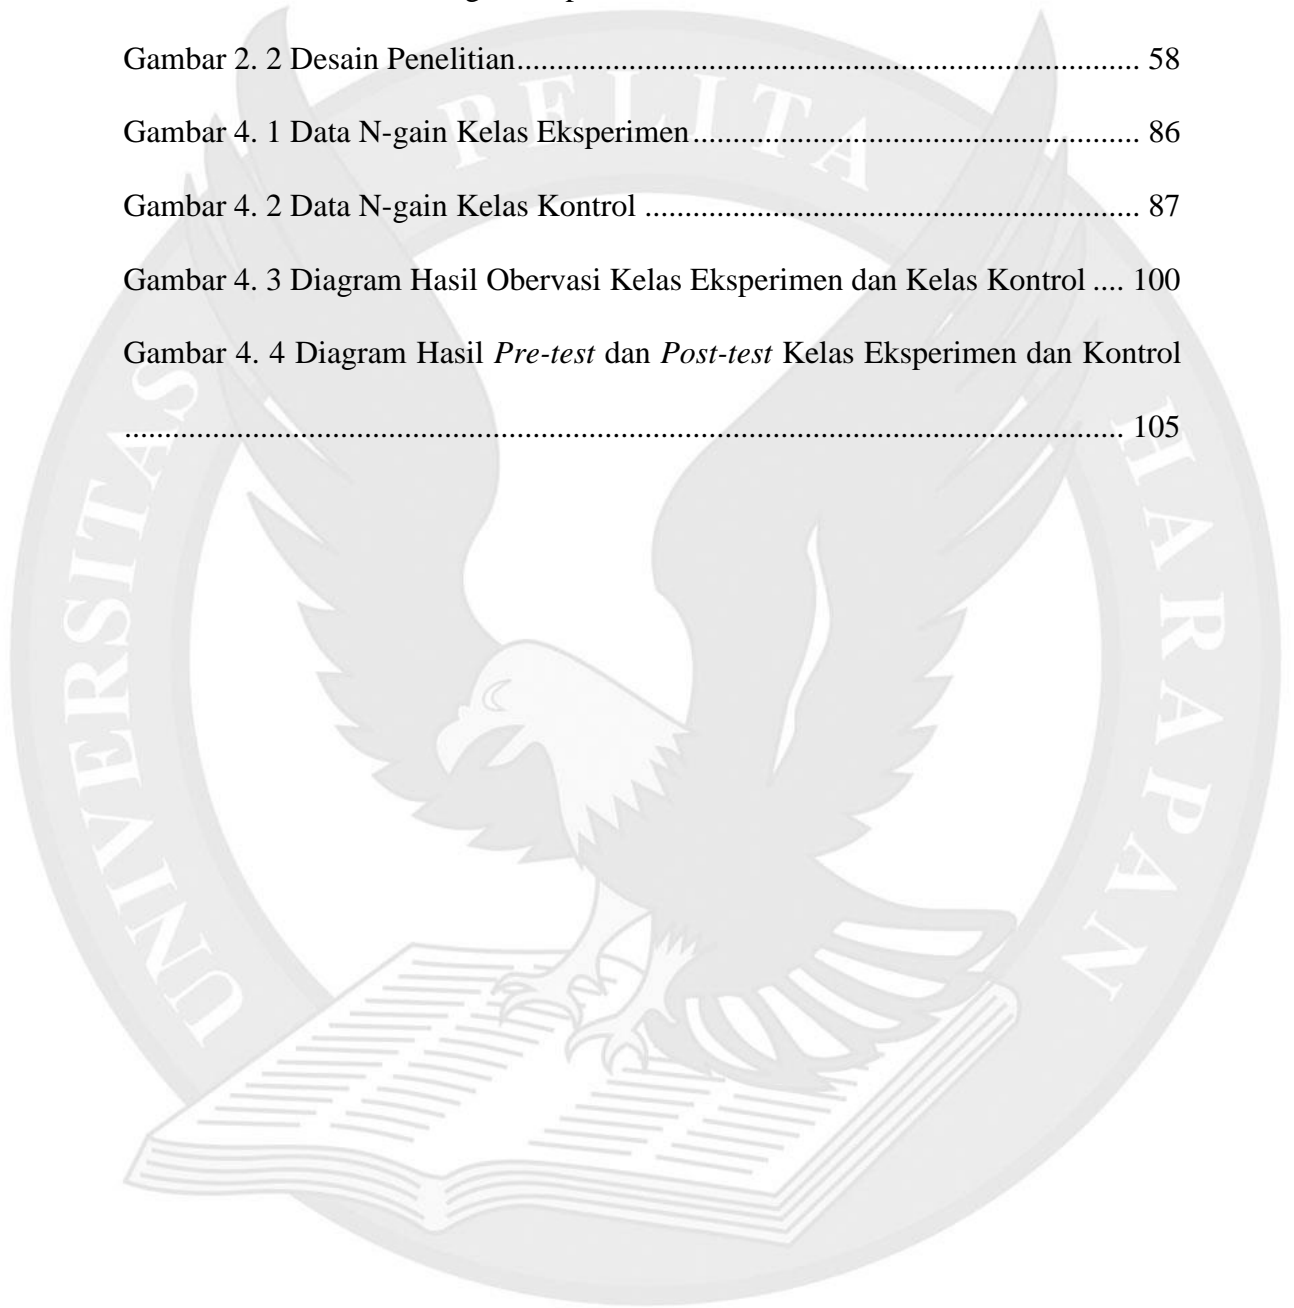 Gambar 2. 2 Desain Penelitian.............................................................................. 58
Gambar 4. 1 Data N-gain Kelas Eksperimen........................................................ 86
Gambar 4. 2 Data N-gain Kelas Kontrol .............................................................. 87
Gambar 4. 3 Diagram Hasil Obervasi Kelas Eksperimen dan Kelas Kontrol .... 100
Gambar 4. 4 Diagram Hasil Pre-test dan Post-test Kelas Eksperimen dan Kontrol
............................................................................................................................. 105
UNIVERSITAS
PELITA
HARAPAN